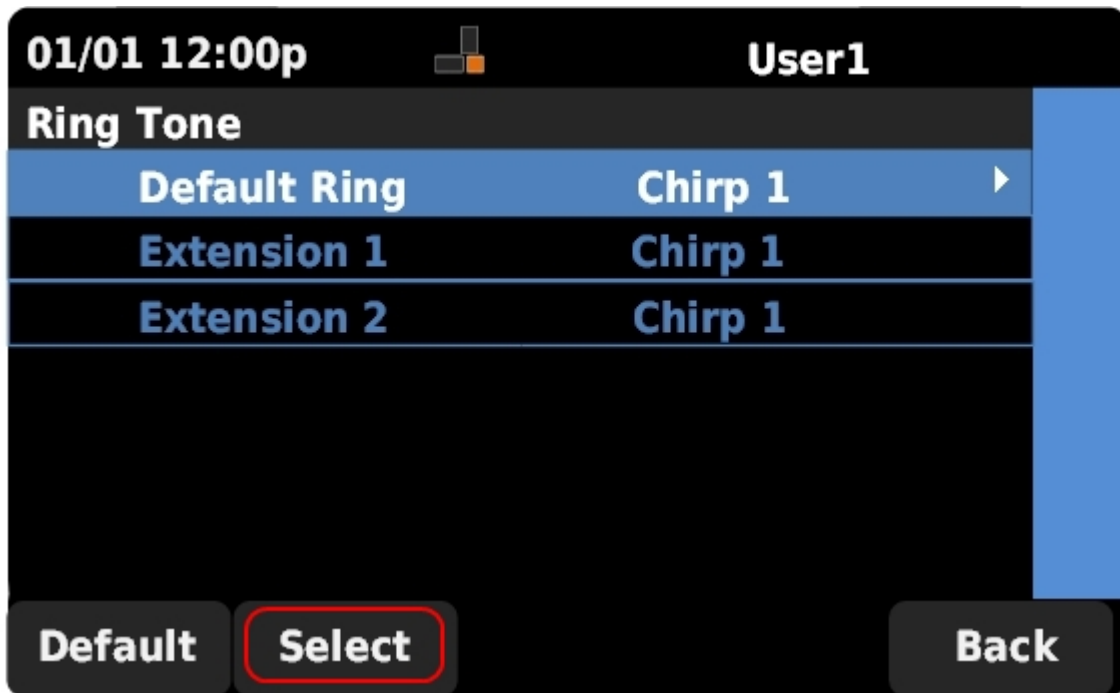 01/01 12:00p User1
Ring Tone
Default Ring Chirp 1
Extension 1 Chirp 1
Extension 2 Chirp 1
Default Select Back